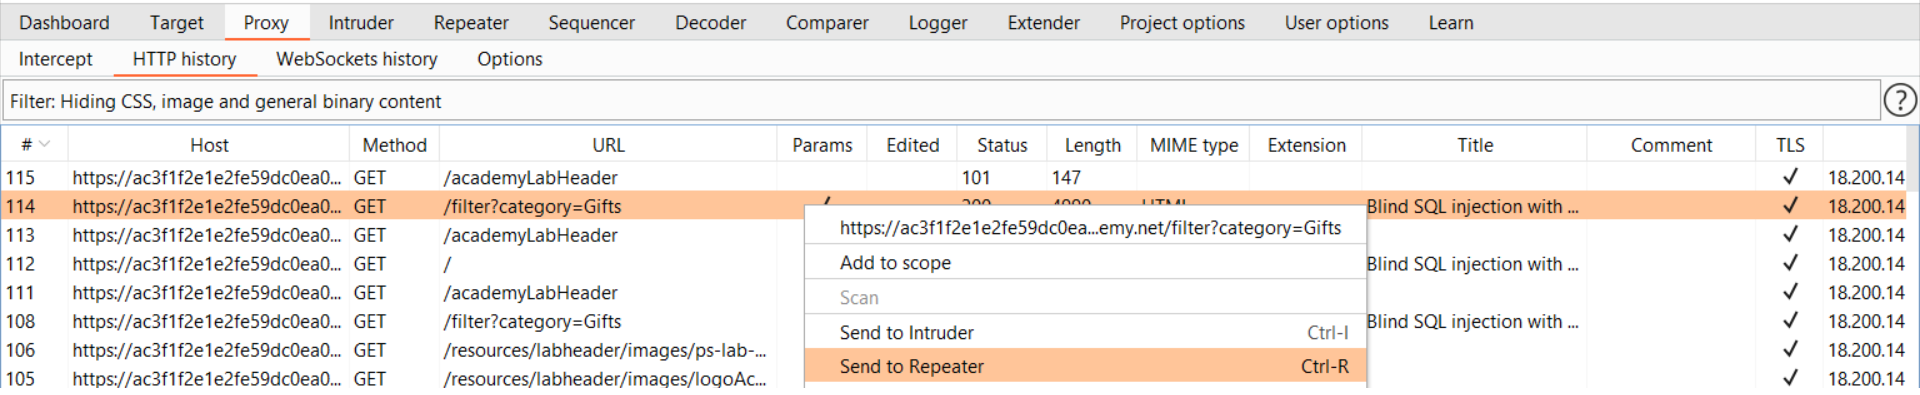 Dashboard Target Proxy Intruder Repeater Sequencer Decoder Comparer Logger Extender Project options User options Learn
Intercept HTTP history WebSockets history Options
Filter: Hiding CSS, image and general binary content ?
# Host Method URL Params Edited Status Length MIME type Extension Title Comment TLS
115 https://ac3f1f2e1e2fe59dc0ea0... GET /academyLabHeader 101 147 ✓ 18.200.14
114 https://ac3f1f2e1e2fe59dc0ea0... GET /filter?category=Gifts Blind SQL injection with ... ✓ 18.200.14
https://ac3f1f2e1e2fe59dc0ea...emy.net/filter?category=Gifts
113 https://ac3f1f2e1e2fe59dc0ea0... GET /academyLabHeader ✓ 18.200.14
112 https://ac3f1f2e1e2fe59dc0ea0... GET / Add to scope Blind SQL injection with ... ✓ 18.200.14
111 https://ac3f1f2e1e2fe59dc0ea0... GET /academyLabHeader Scan ✓ 18.200.14
108 https://ac3f1f2e1e2fe59dc0ea0... GET /filter?category=Gifts Send to Intruder Ctrl-I Blind SQL injection with ... ✓ 18.200.14
106 https://ac3f1f2e1e2fe59dc0ea0... GET /resources/labheader/images/ps-lab-... ✓ 18.200.14
Send to Repeater Ctrl-R
105 https://ac3f1f2e1e2fe59dc0ea0... GET /resources/labheader/images/logoAc... ✓ 18.200.14